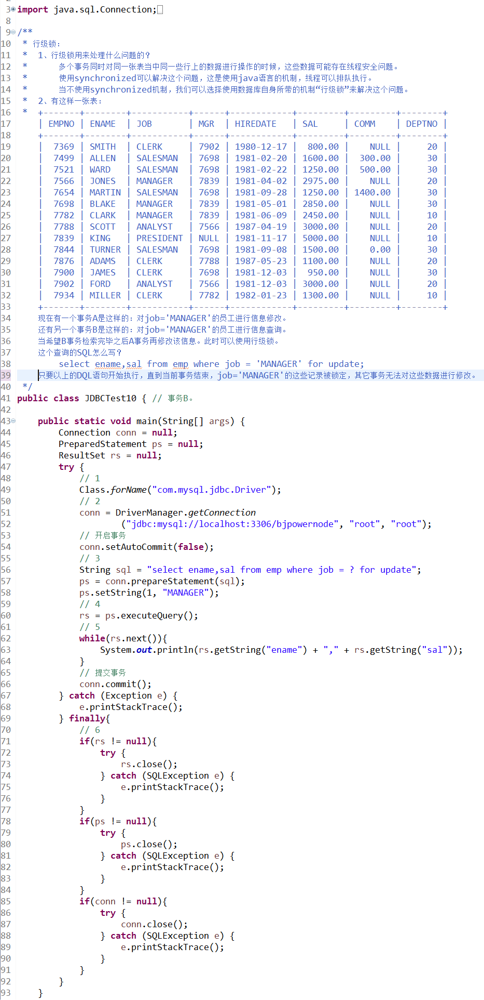 3 import java.sql.Connection;
8
9 /**
10  * 行级锁：
11  *  1、行级锁用来处理什么问题的？
12  *      多个事务同时对同一张表当中同一些行上的数据进行操作的时候，这些数据可能存在线程安全问题。
13  *      使用synchronized可以解决这个问题，这是使用java语言的机制，线程可以排队执行。
14  *      当不使用synchronized机制，我们可以选择使用数据库自身所带的机制“行级锁”来解决这个问题。
15  *  2、有这样一张表：
16  *  +-------+--------+-----------+------+------------+---------+---------+--------+
17     | EMPNO | ENAME  | JOB       | MGR  | HIREDATE   | SAL     | COMM    | DEPTNO |
18     +-------+--------+-----------+------+------------+---------+---------+--------+
19     |  7369 | SMITH  | CLERK     | 7902 | 1980-12-17 |  800.00 |    NULL |     20 |
20     |  7499 | ALLEN  | SALESMAN  | 7698 | 1981-02-20 | 1600.00 |  300.00 |     30 |
21     |  7521 | WARD   | SALESMAN  | 7698 | 1981-02-22 | 1250.00 |  500.00 |     30 |
22     |  7566 | JONES  | MANAGER   | 7839 | 1981-04-02 | 2975.00 |    NULL |     20 |
23     |  7654 | MARTIN | SALESMAN  | 7698 | 1981-09-28 | 1250.00 | 1400.00 |     30 |
24     |  7698 | BLAKE  | MANAGER   | 7839 | 1981-05-01 | 2850.00 |    NULL |     30 |
25     |  7782 | CLARK  | MANAGER   | 7839 | 1981-06-09 | 2450.00 |    NULL |     10 |
26     |  7788 | SCOTT  | ANALYST   | 7566 | 1987-04-19 | 3000.00 |    NULL |     20 |
27     |  7839 | KING   | PRESIDENT | NULL | 1981-11-17 | 5000.00 |    NULL |     10 |
28     |  7844 | TURNER | SALESMAN  | 7698 | 1981-09-08 | 1500.00 |    0.00 |     30 |
29     |  7876 | ADAMS  | CLERK     | 7788 | 1987-05-23 | 1100.00 |    NULL |     20 |
30     |  7900 | JAMES  | CLERK     | 7698 | 1981-12-03 |  950.00 |    NULL |     30 |
31     |  7902 | FORD   | ANALYST   | 7566 | 1981-12-03 | 3000.00 |    NULL |     20 |
32     |  7934 | MILLER | CLERK     | 7782 | 1982-01-23 | 1300.00 |    NULL |     10 |
33     +-------+--------+-----------+------+------------+---------+---------+--------+
34     现在有一个事务A是这样的：对job='MANAGER'的员工进行信息修改。
35     还有另一个事务B是这样的：对job='MANAGER'的员工进行信息查询。
36     当希望B事务检索完毕之后A事务再修改该信息。此时可以使用行级锁。
37     这个查询的SQL怎么写？
38         select ename,sal from emp where job = 'MANAGER' for update;
39     只要以上的DQL语句开始执行，直到当前事务结束，job='MANAGER'的这些记录被锁定，其它事务无法对这些数据进行修改。
40  */
41 public class JDBCTest10 { // 事务B。
42
43     public static void main(String[] args) {
44         Connection conn = null;
45         PreparedStatement ps = null;
46         ResultSet rs = null;
47         try {
48             // 1
49             Class.forName("com.mysql.jdbc.Driver");
50             // 2
51             conn = DriverManager.getConnection
52                     ("jdbc:mysql://localhost:3306/bjpowernode", "root", "root");
53             // 开启事务
54             conn.setAutoCommit(false);
55             // 3
56             String sql = "select ename,sal from emp where job = ? for update";
57             ps = conn.prepareStatement(sql);
58             ps.setString(1, "MANAGER");
59             // 4
60             rs = ps.executeQuery();
61             // 5
62             while(rs.next()){
63                 System.out.println(rs.getString("ename") + "," + rs.getString("sal"));
64             }
65             // 提交事务
66             conn.commit();
67         } catch (Exception e) {
68             e.printStackTrace();
69         } finally{
70             // 6
71             if(rs != null){
72                 try {
73                     rs.close();
74                 } catch (SQLException e) {
75                     e.printStackTrace();
76                 }
77             }
78             if(ps != null){
79                 try {
80                     ps.close();
81                 } catch (SQLException e) {
82                     e.printStackTrace();
83                 }
84             }
85             if(conn != null){
86                 try {
87                     conn.close();
88                 } catch (SQLException e) {
89                     e.printStackTrace();
90                 }
91             }
92         }
93     }